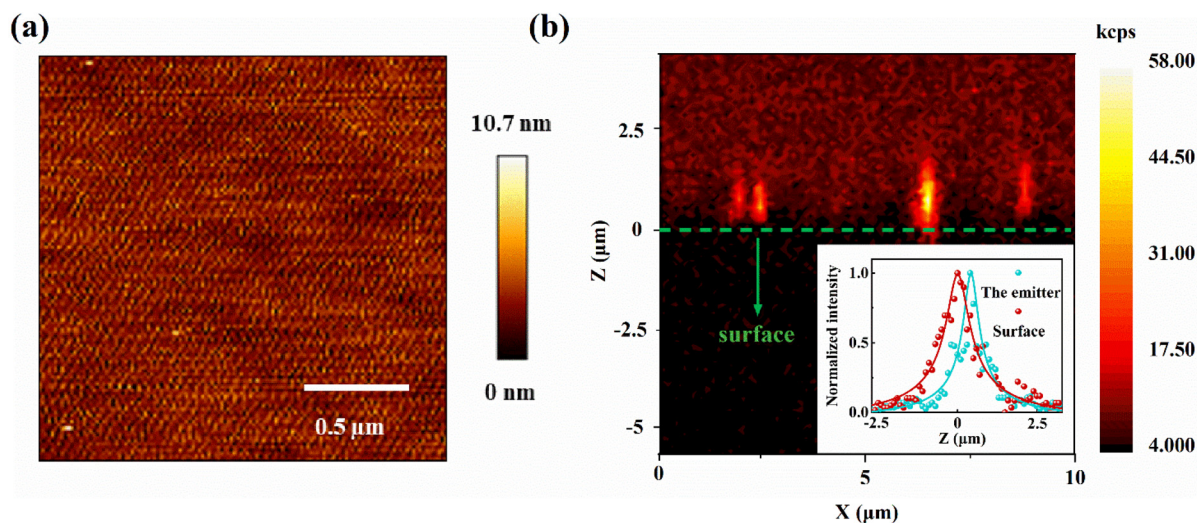 (a)
10.7 nm
0 nm
0.5 μm
(b)
kcps
58.00
44.50
31.00
17.50
4.000
2.5
0
-2.5
-5
Z (μm)
surface
0
5
10
X (μm)
1.0
0.5
0.0
Normalized intensity
The emitter
Surface
-2.5
0
2.5
Z (μm)